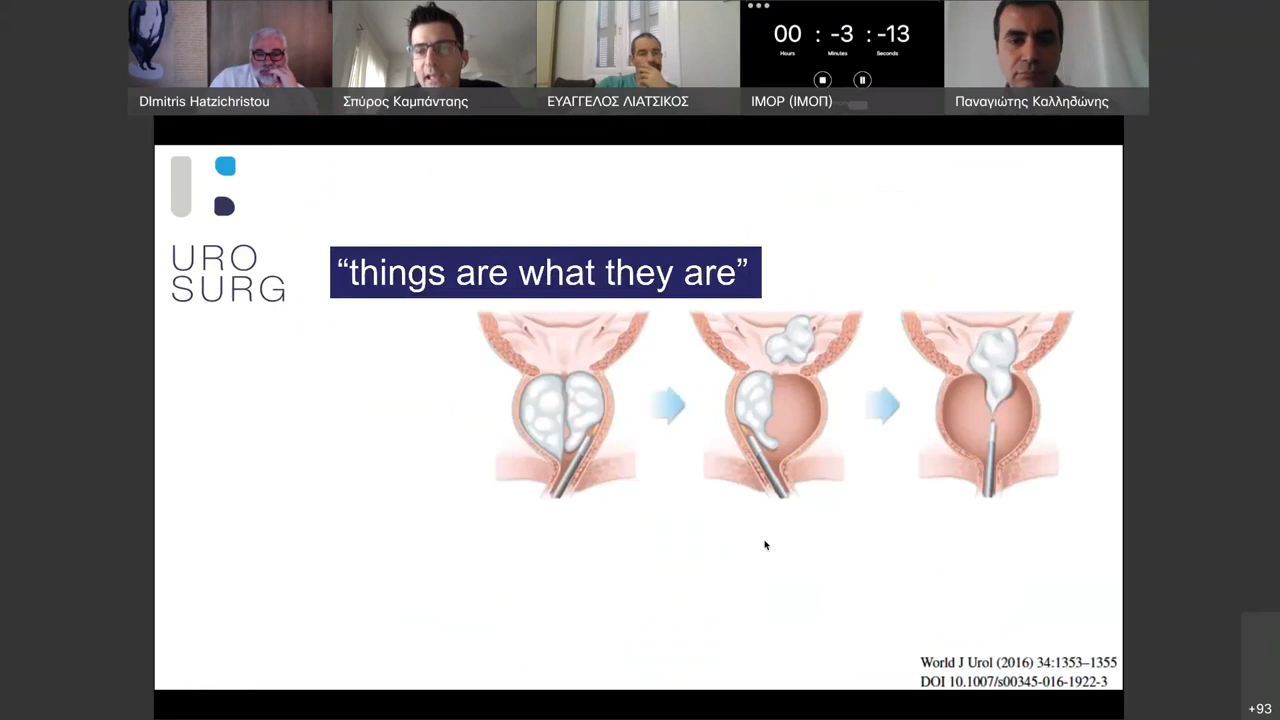 DImitris Hatzichristou
Σπύρος Καμπάνταης
ΕΥΑΓΓΕΛΟΣ ΛΙΑΤΣΙΚΟΣ
00 : -3 : -13
Hours Minutes Seconds
IMOP (ΙΜΟΠ)
Παναγιώτης Καλληδώνης
URO
SURG
“things are what they are”
World J Urol (2016) 34:1353–1355
DOI 10.1007/s00345-016-1922-3
+93